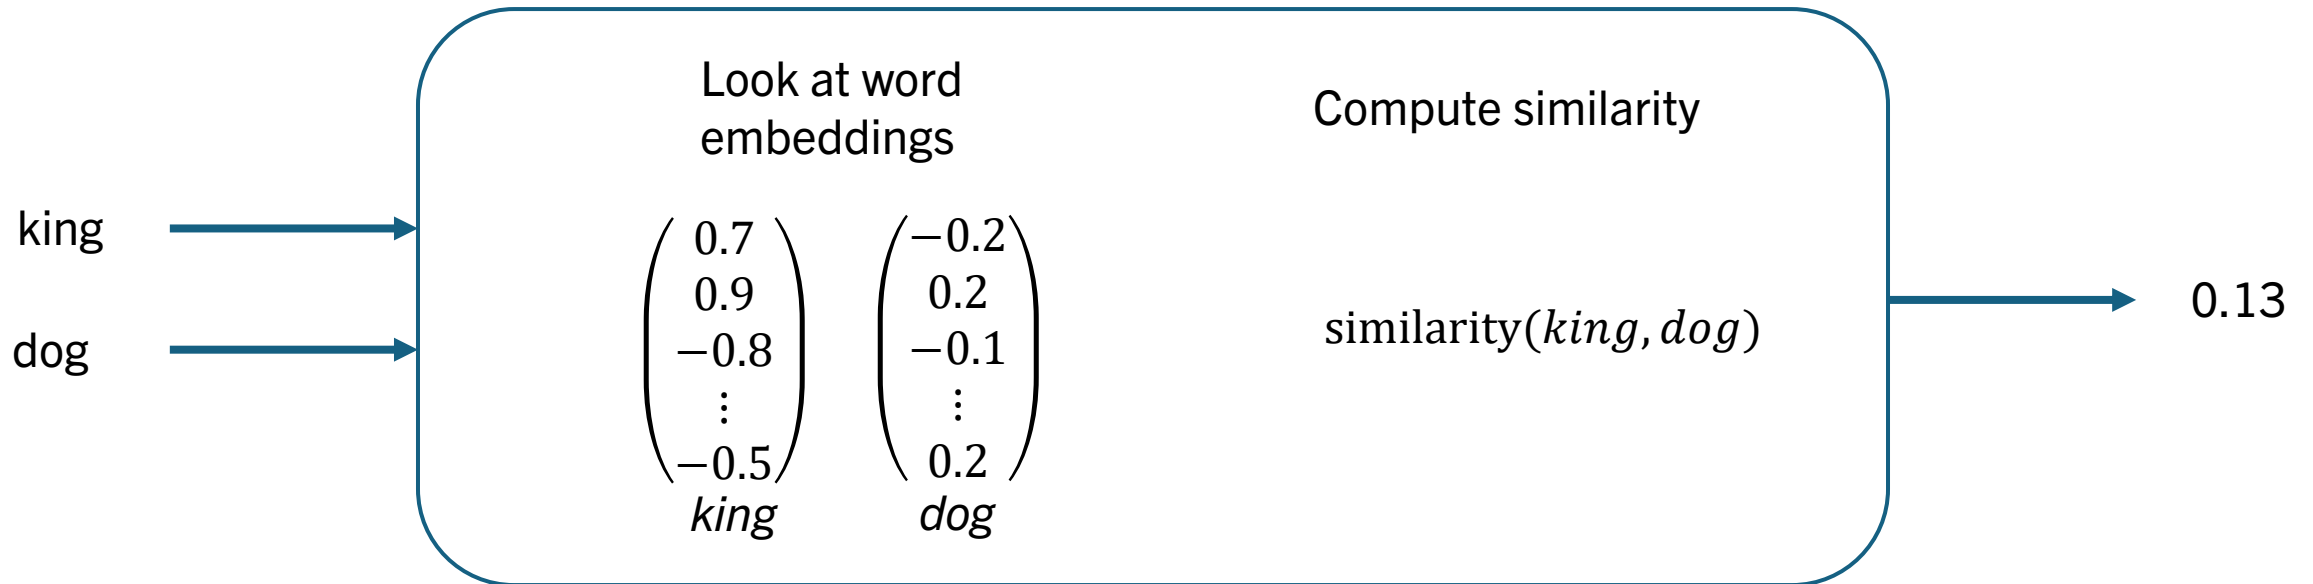 king
dog
Look at word
embeddings
0.7
0.9
−0.8
⋮
−0.5
king
−0.2
0.2
−0.1
⋮
0.2
dog
Compute similarity
similarity(king, dog)
0.13